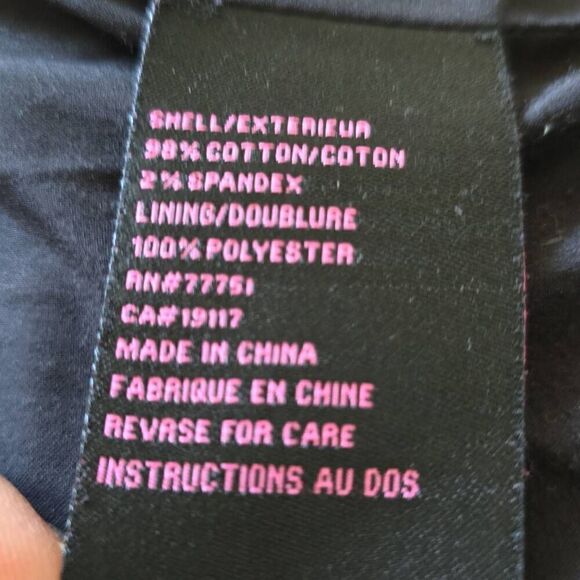 SHELL/EXTERIEUR
98% COTTON/COTON
2% SPANDEX
LINING/DOUBLURE
100% POLYESTER
RN#77751
CA#19117
MADE IN CHINA
FABRIQUE EN CHINE
REVRSE FOR CARE
INSTRUCTIONS AU DOS